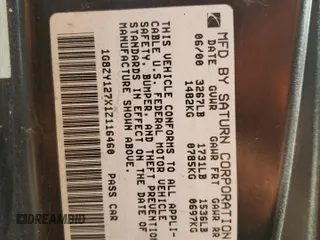 MFD BY SATURN CORPORATION
DATE GVWR GAWR FRT GAWR RR
06/00 3267LB 1731LB 1536LB
1482KG 0785KG 0697KG
THIS VEHICLE CONFORMS TO ALL APPLI-
CABLE U.S. FEDERAL MOTOR VEHICLE
SAFETY, BUMPER, AND THEFT PREVENTION
STANDARDS IN EFFECT ON THE DATE OF
MANUFACTURE SHOWN ABOVE.
1G8ZY127X1Z116460 PASS CAR
DREAMBID